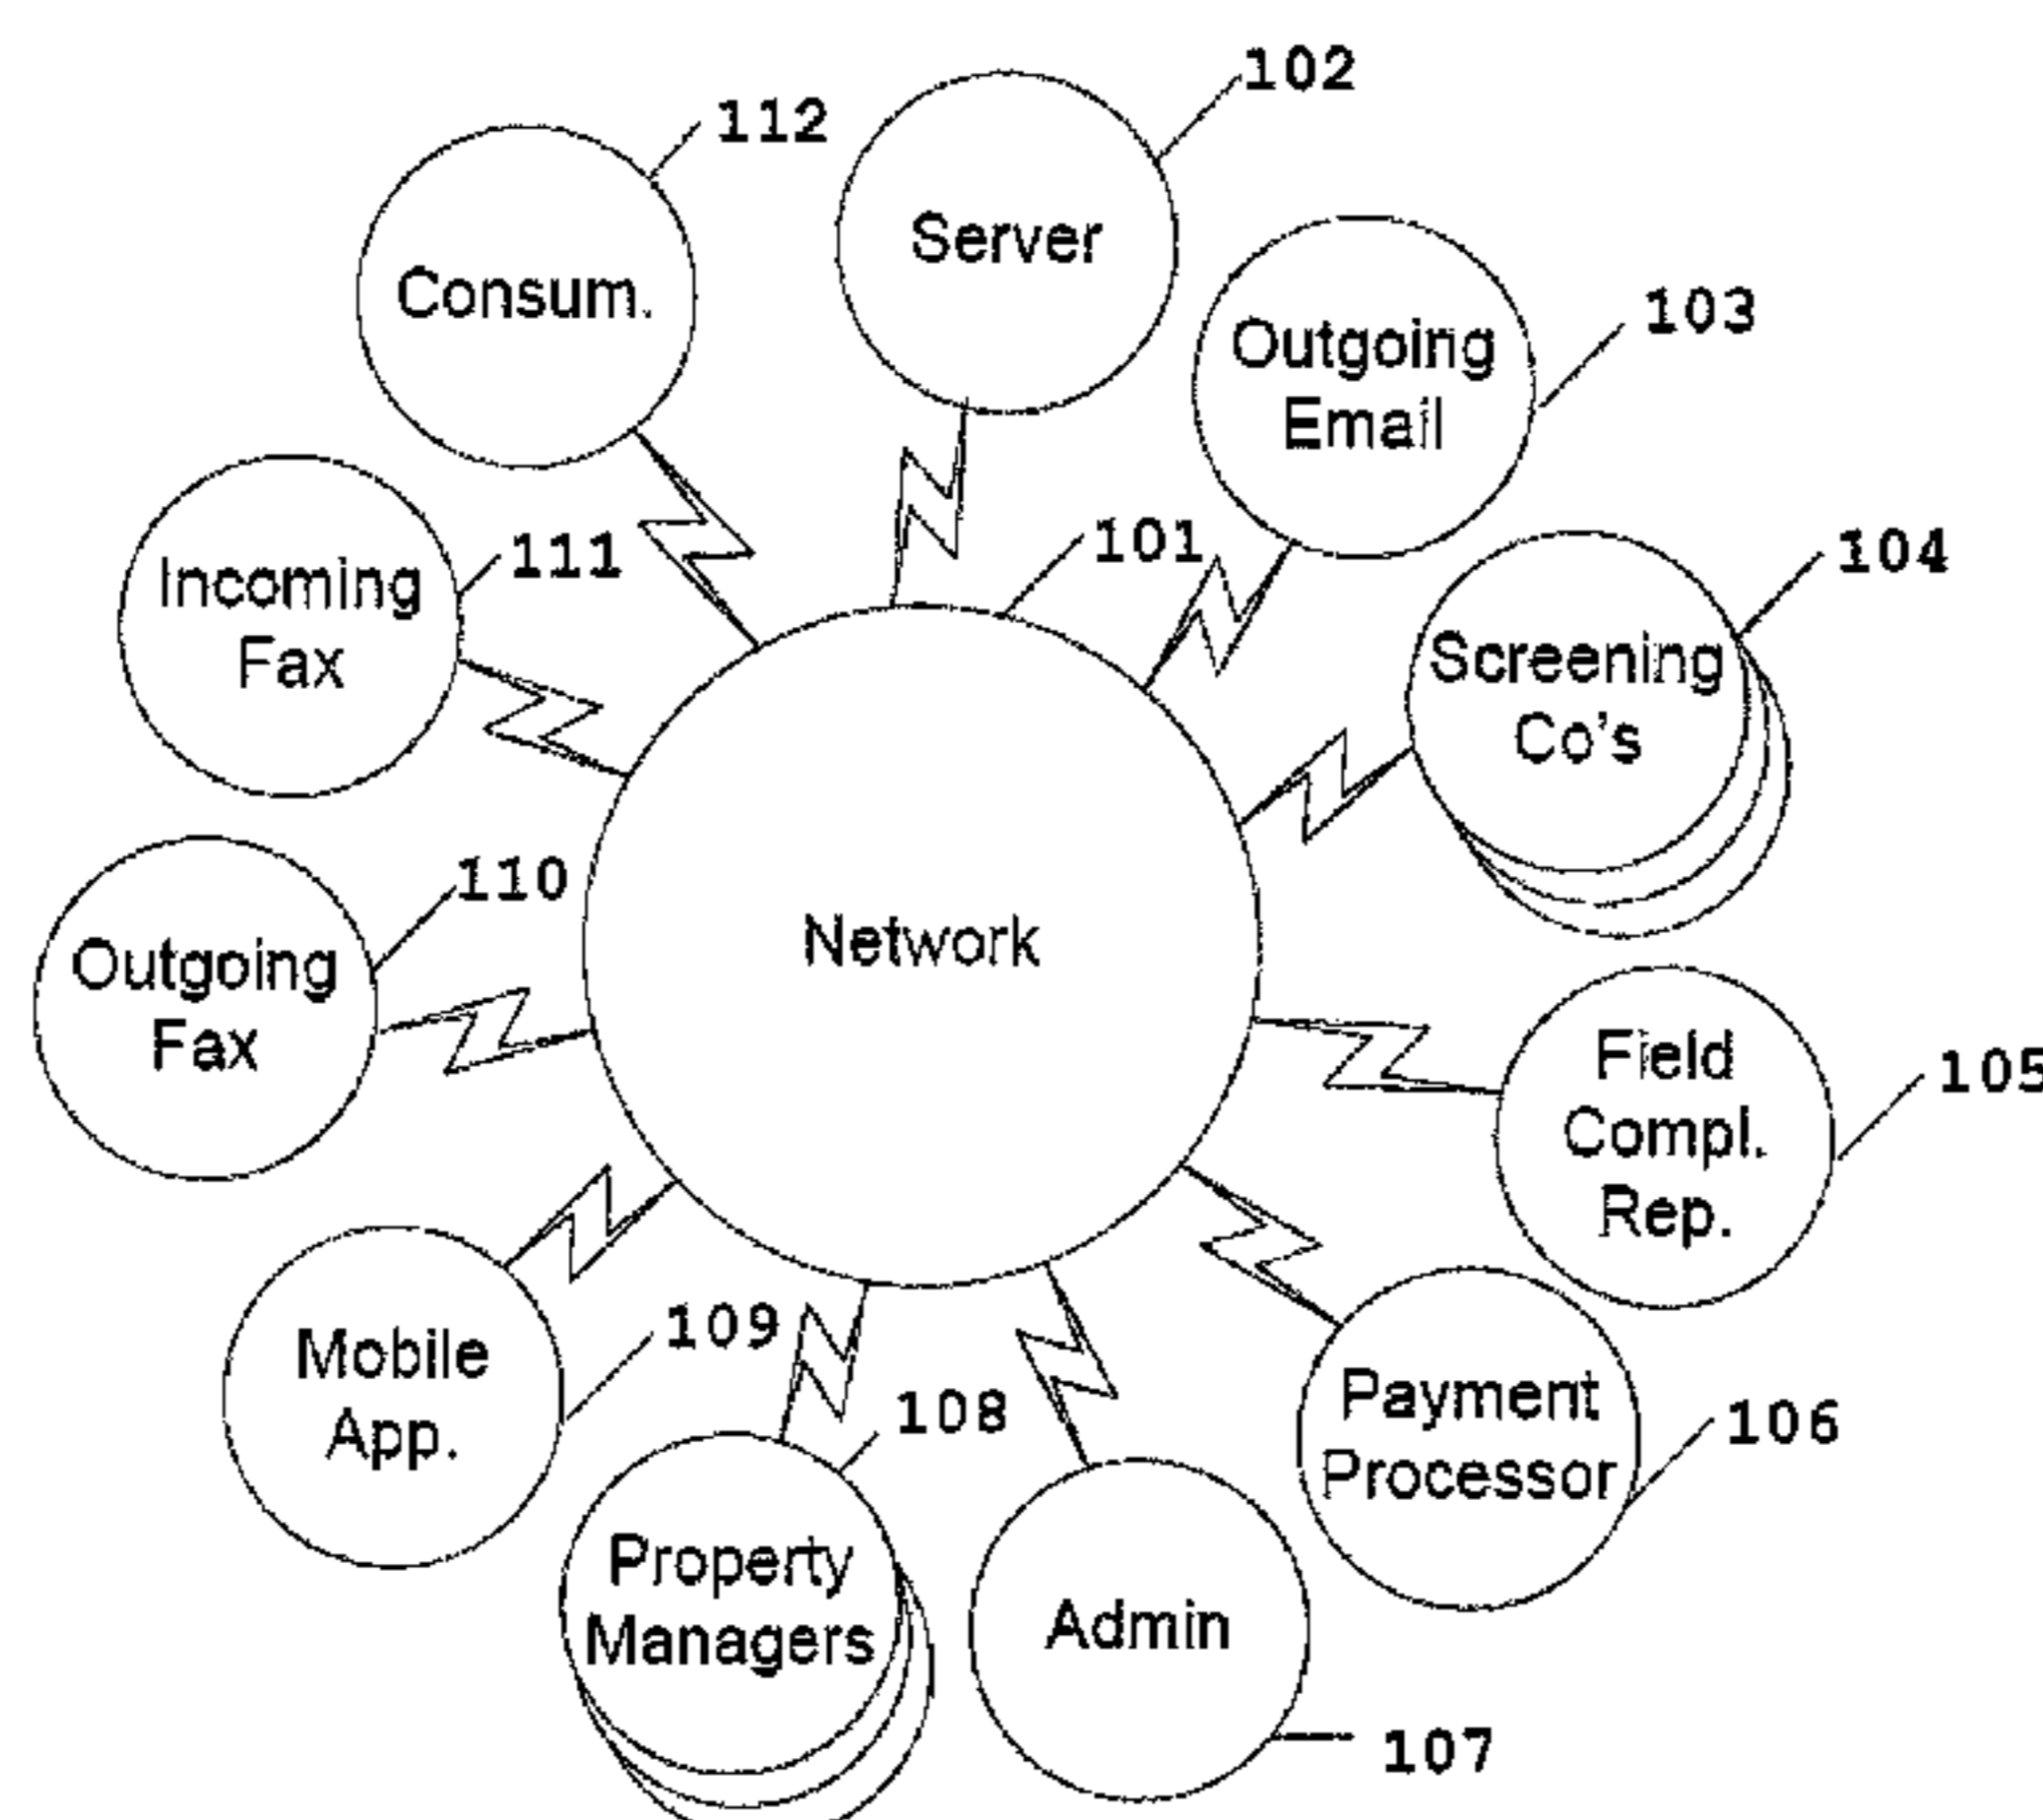 102
112
Server
Consum.
103
Outgoing
Email
101
104
111
Incoming
Fax
Screening
Co's
110
Network
Outgoing
Fax
105
Field
Compl.
Rep.
109
Mobile
App.
108
106
Payment
Processor
Property
Managers
Admin
107